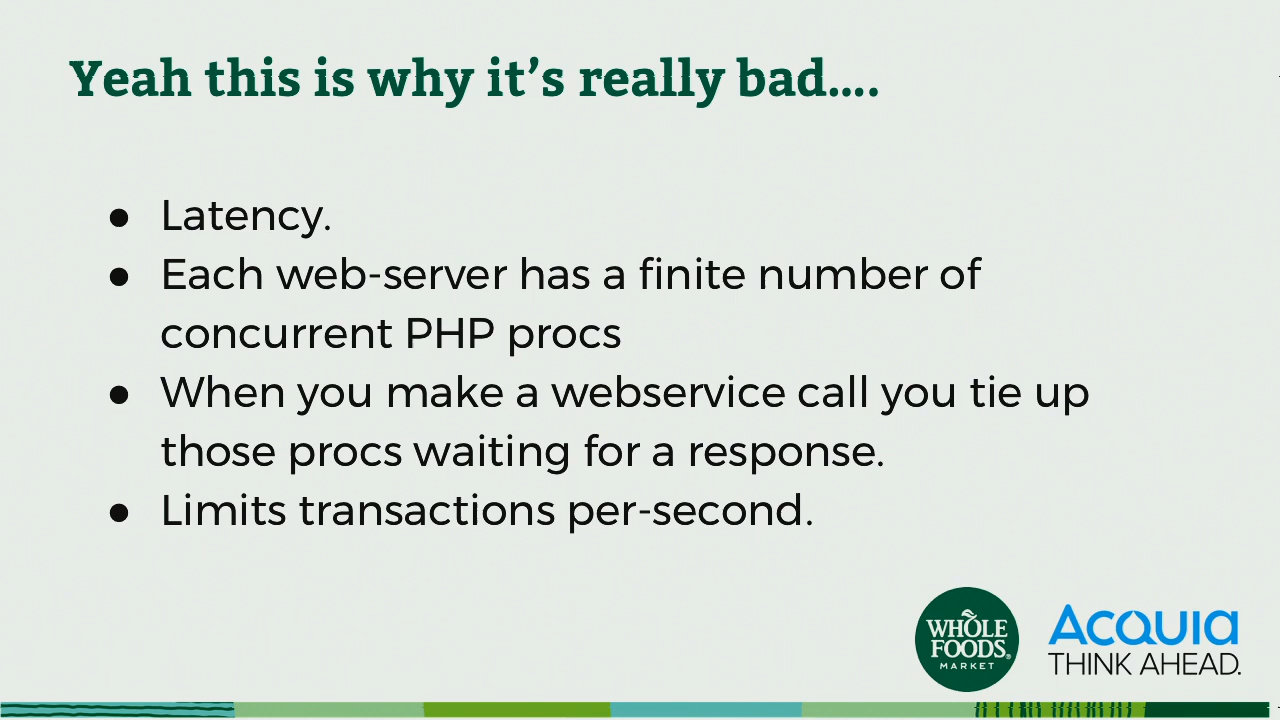 Yeah this is why it’s really bad....
● Latency.
● Each web-server has a finite number of
concurrent PHP procs
● When you make a webservice call you tie up
those procs waiting for a response.
● Limits transactions per-second.
WHOLE
FOODS®
MARKET
Acquia
THINK AHEAD.